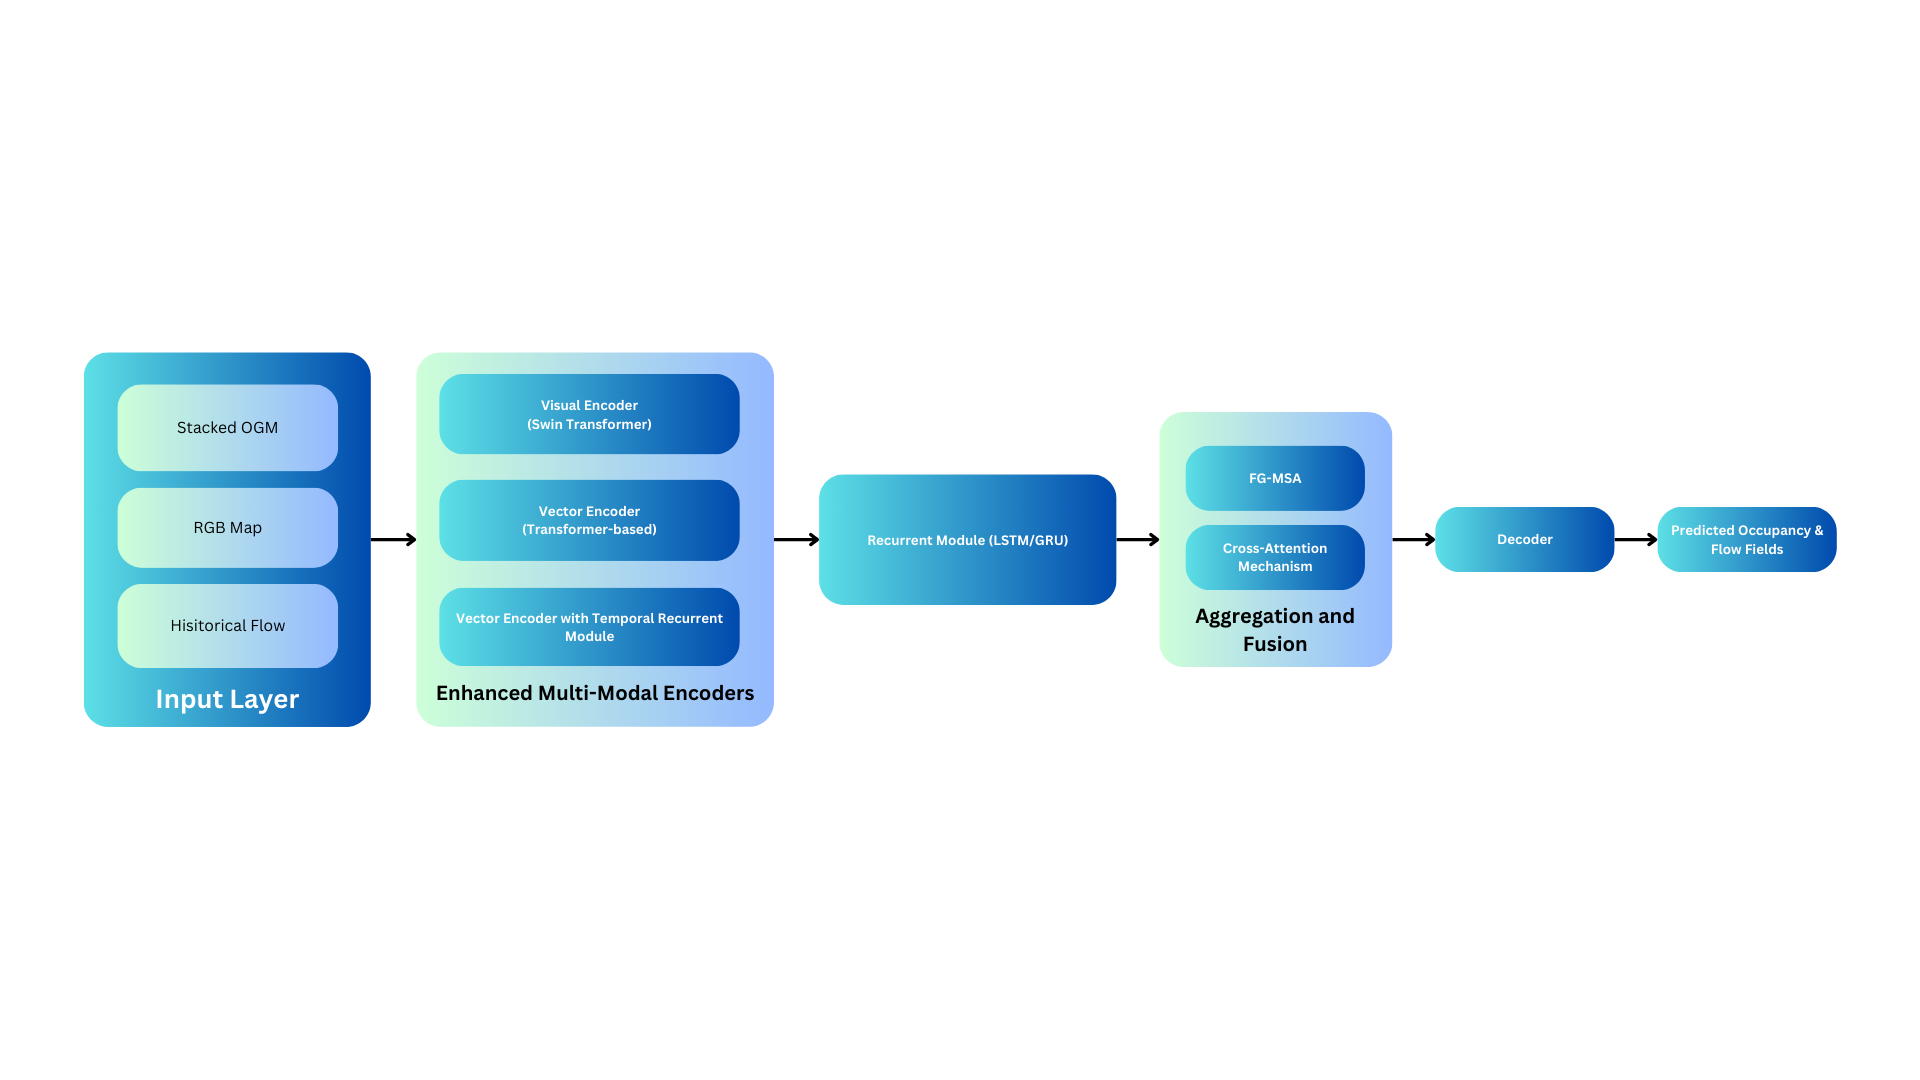 Stacked OGM
RGB Map
Hisitorical Flow
Input Layer
Visual Encoder
(Swin Transformer)
Vector Encoder
(Transformer-based)
Vector Encoder with Temporal Recurrent
Module
Enhanced Multi-Modal Encoders
Recurrent Module (LSTM/GRU)
FG-MSA
Cross-Attention
Mechanism
Aggregation and
Fusion
Decoder
Predicted Occupancy &
Flow Fields